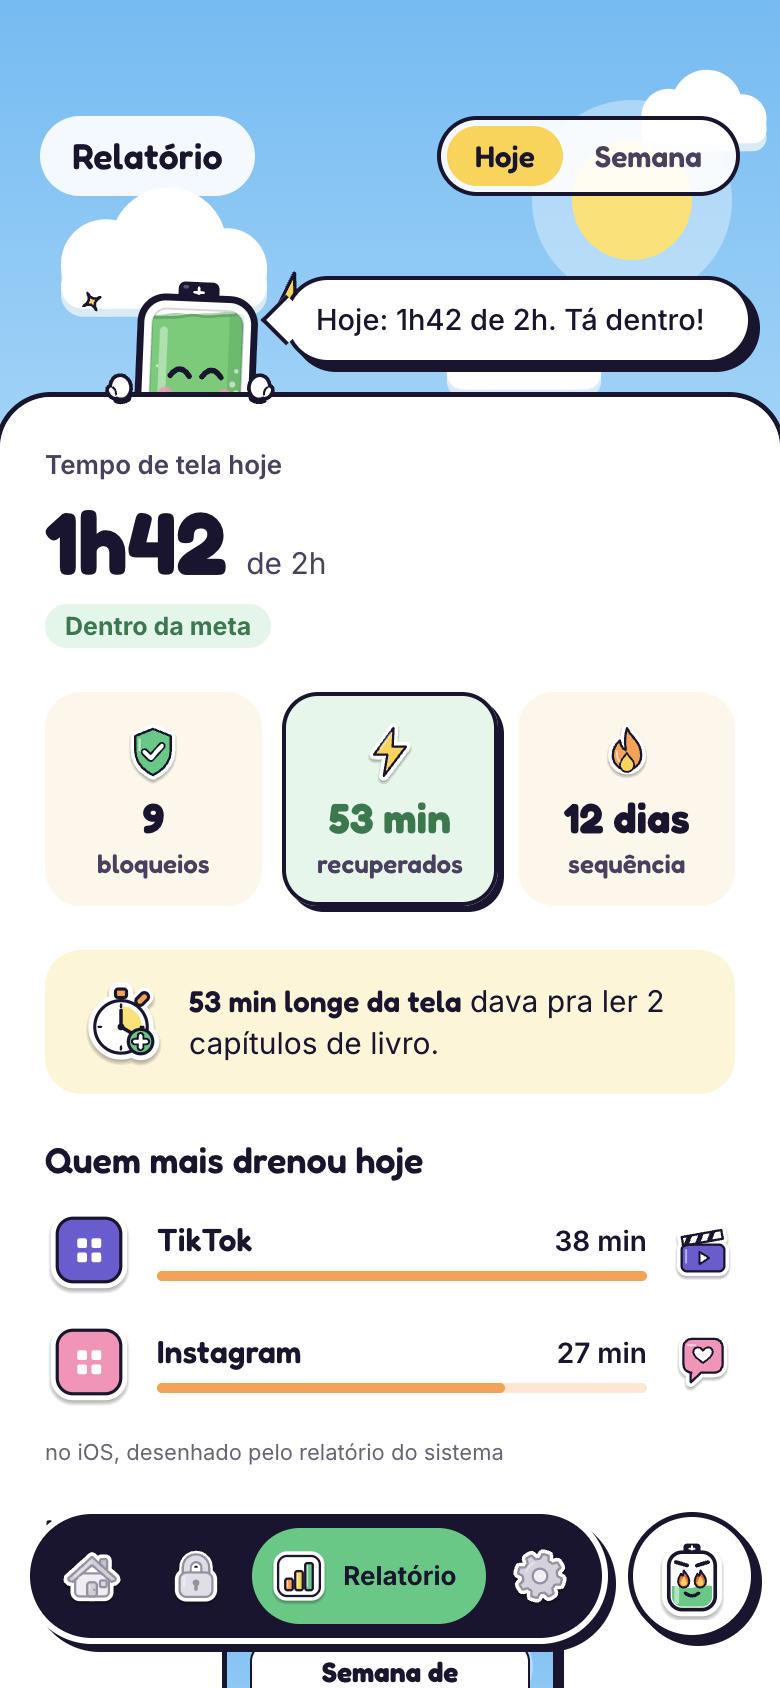 Relatório
Hoje Semana
Hoje: 1h42 de 2h. Tá dentro!
Tempo de tela hoje
1h42 de 2h
Dentro da meta
9
bloqueios
53 min
recuperados
12 dias
sequência
53 min longe da tela dava pra ler 2
capítulos de livro.
Quem mais drenou hoje
TikTok 38 min
Instagram 27 min
no iOS, desenhado pelo relatório do sistema
Relatório
Semana de